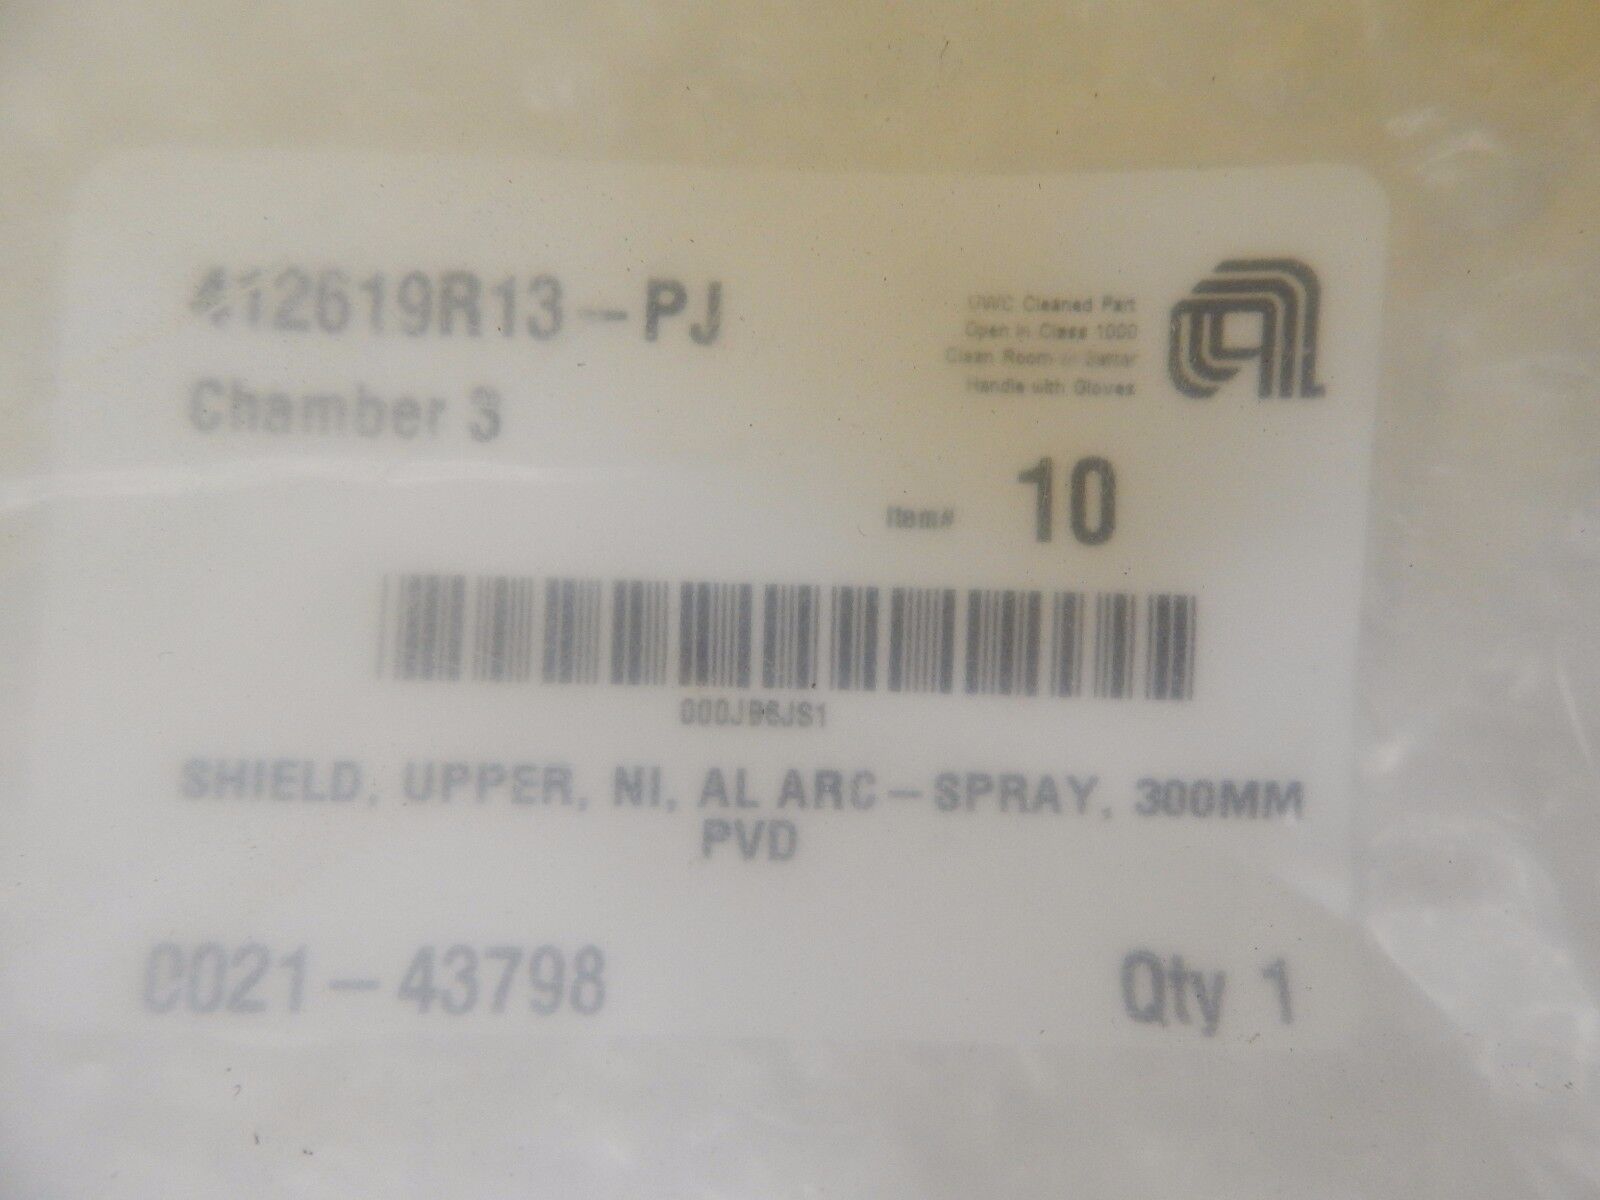 412619R13-PJ
Chamber 3
UWC Cleaned Part
Open in Class 1000
Clean Room or Better
Handle with Gloves
Item# 10
000JB6JS1
SHIELD, UPPER, NI, AL ARC-SPRAY, 300MM
PVD
0021-43798
Qty 1